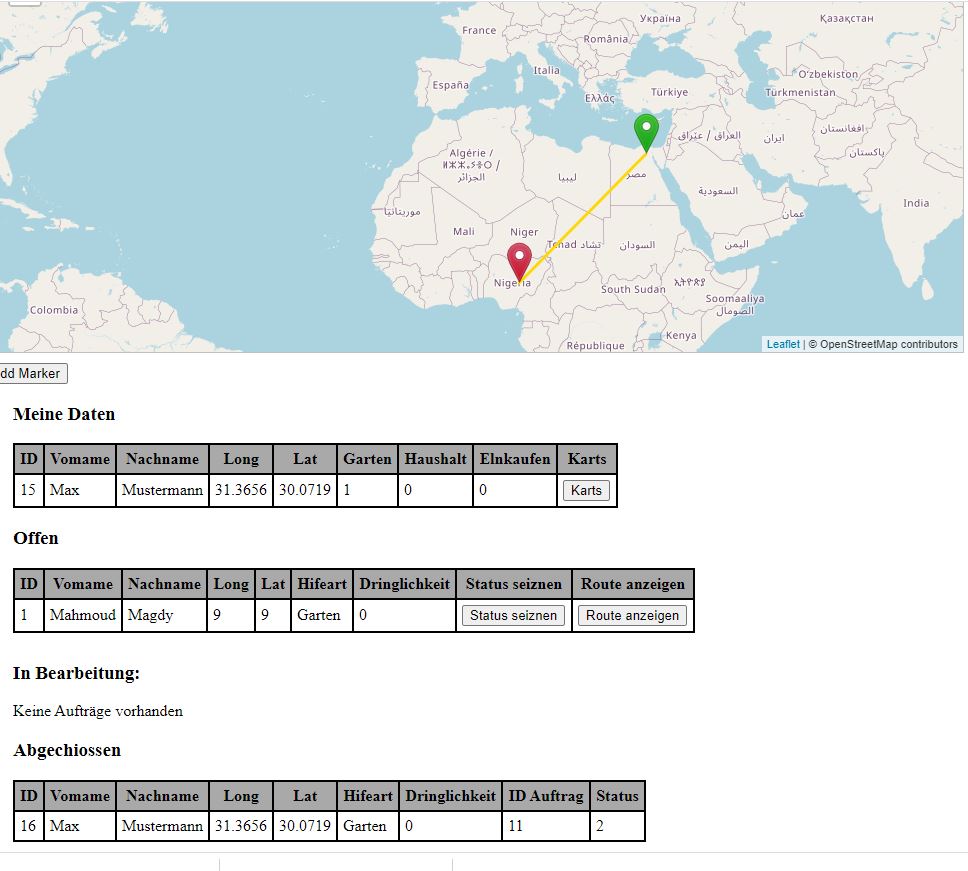 Україна
Қазақстан
France
România
Italia
O'zbekiston
España
Türkiye
Türkmenistan
Ελλάς
افغانستان
العراق / عێراق
ایران
Algérie /
ⵍⵣⵣⴰⵢⴻⵔ /
الجزائر
پاکستان
ليبيا
مصر
السعودية
India
موريتانيا
عمان
Mali
Niger
Tchad تشاد
السودان
اليمن
Nigeria
South Sudan
ኢትዮጵያ
Soomaaliya
الصومال
Colombia
Kenya
République
Leaflet | © OpenStreetMap contributors
dd Marker
Meine Daten
ID Vomame Nachname Long Lat Garten Haushalt Elnkaufen Karts
15 Max Mustermann 31.3656 30.0719 1 0 0 Karts
Offen
ID Vomame Nachname Long Lat Hifeart Dringlichkeit Status seiznen Route anzeigen
1 Mahmoud Magdy 9 9 Garten 0 Status seiznen Route anzeigen
In Bearbeitung:
Keine Aufträge vorhanden
Abgechiossen
ID Vomame Nachname Long Lat Hifeart Dringlichkeit ID Auftrag Status
16 Max Mustermann 31.3656 30.0719 Garten 0 11 2